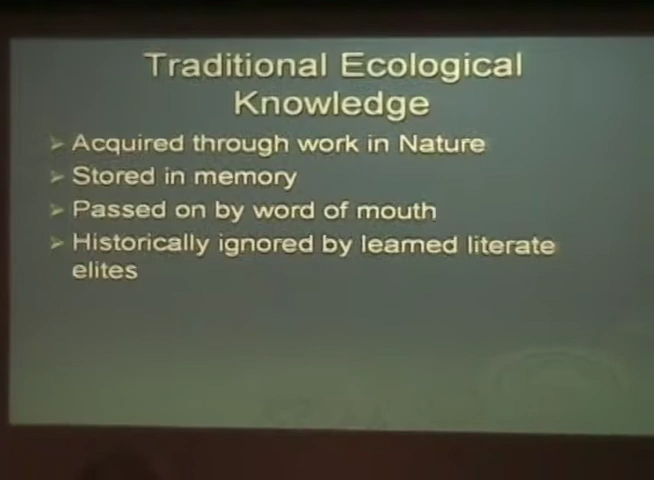 Traditional Ecological
Knowledge
➢ Acquired through work in Nature
➢ Stored in memory
➢ Passed on by word of mouth
➢ Historically ignored by learned literate
elites